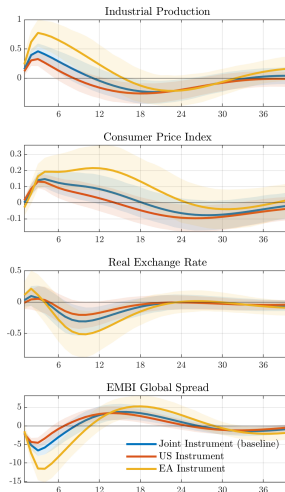 Industrial Production
1
0.5
0
6 12 18 24 30 36
Consumer Price Index
0.3
0.2
0.1
0
-0.1
6 12 18 24 30 36
Real Exchange Rate
0.5
0
-0.5
6 12 18 24 30 36
EMBI Global Spread
5
0
-5
-10
-15
Joint Instrument (baseline)
US Instrument
EA Instrument
6 12 18 24 30 36